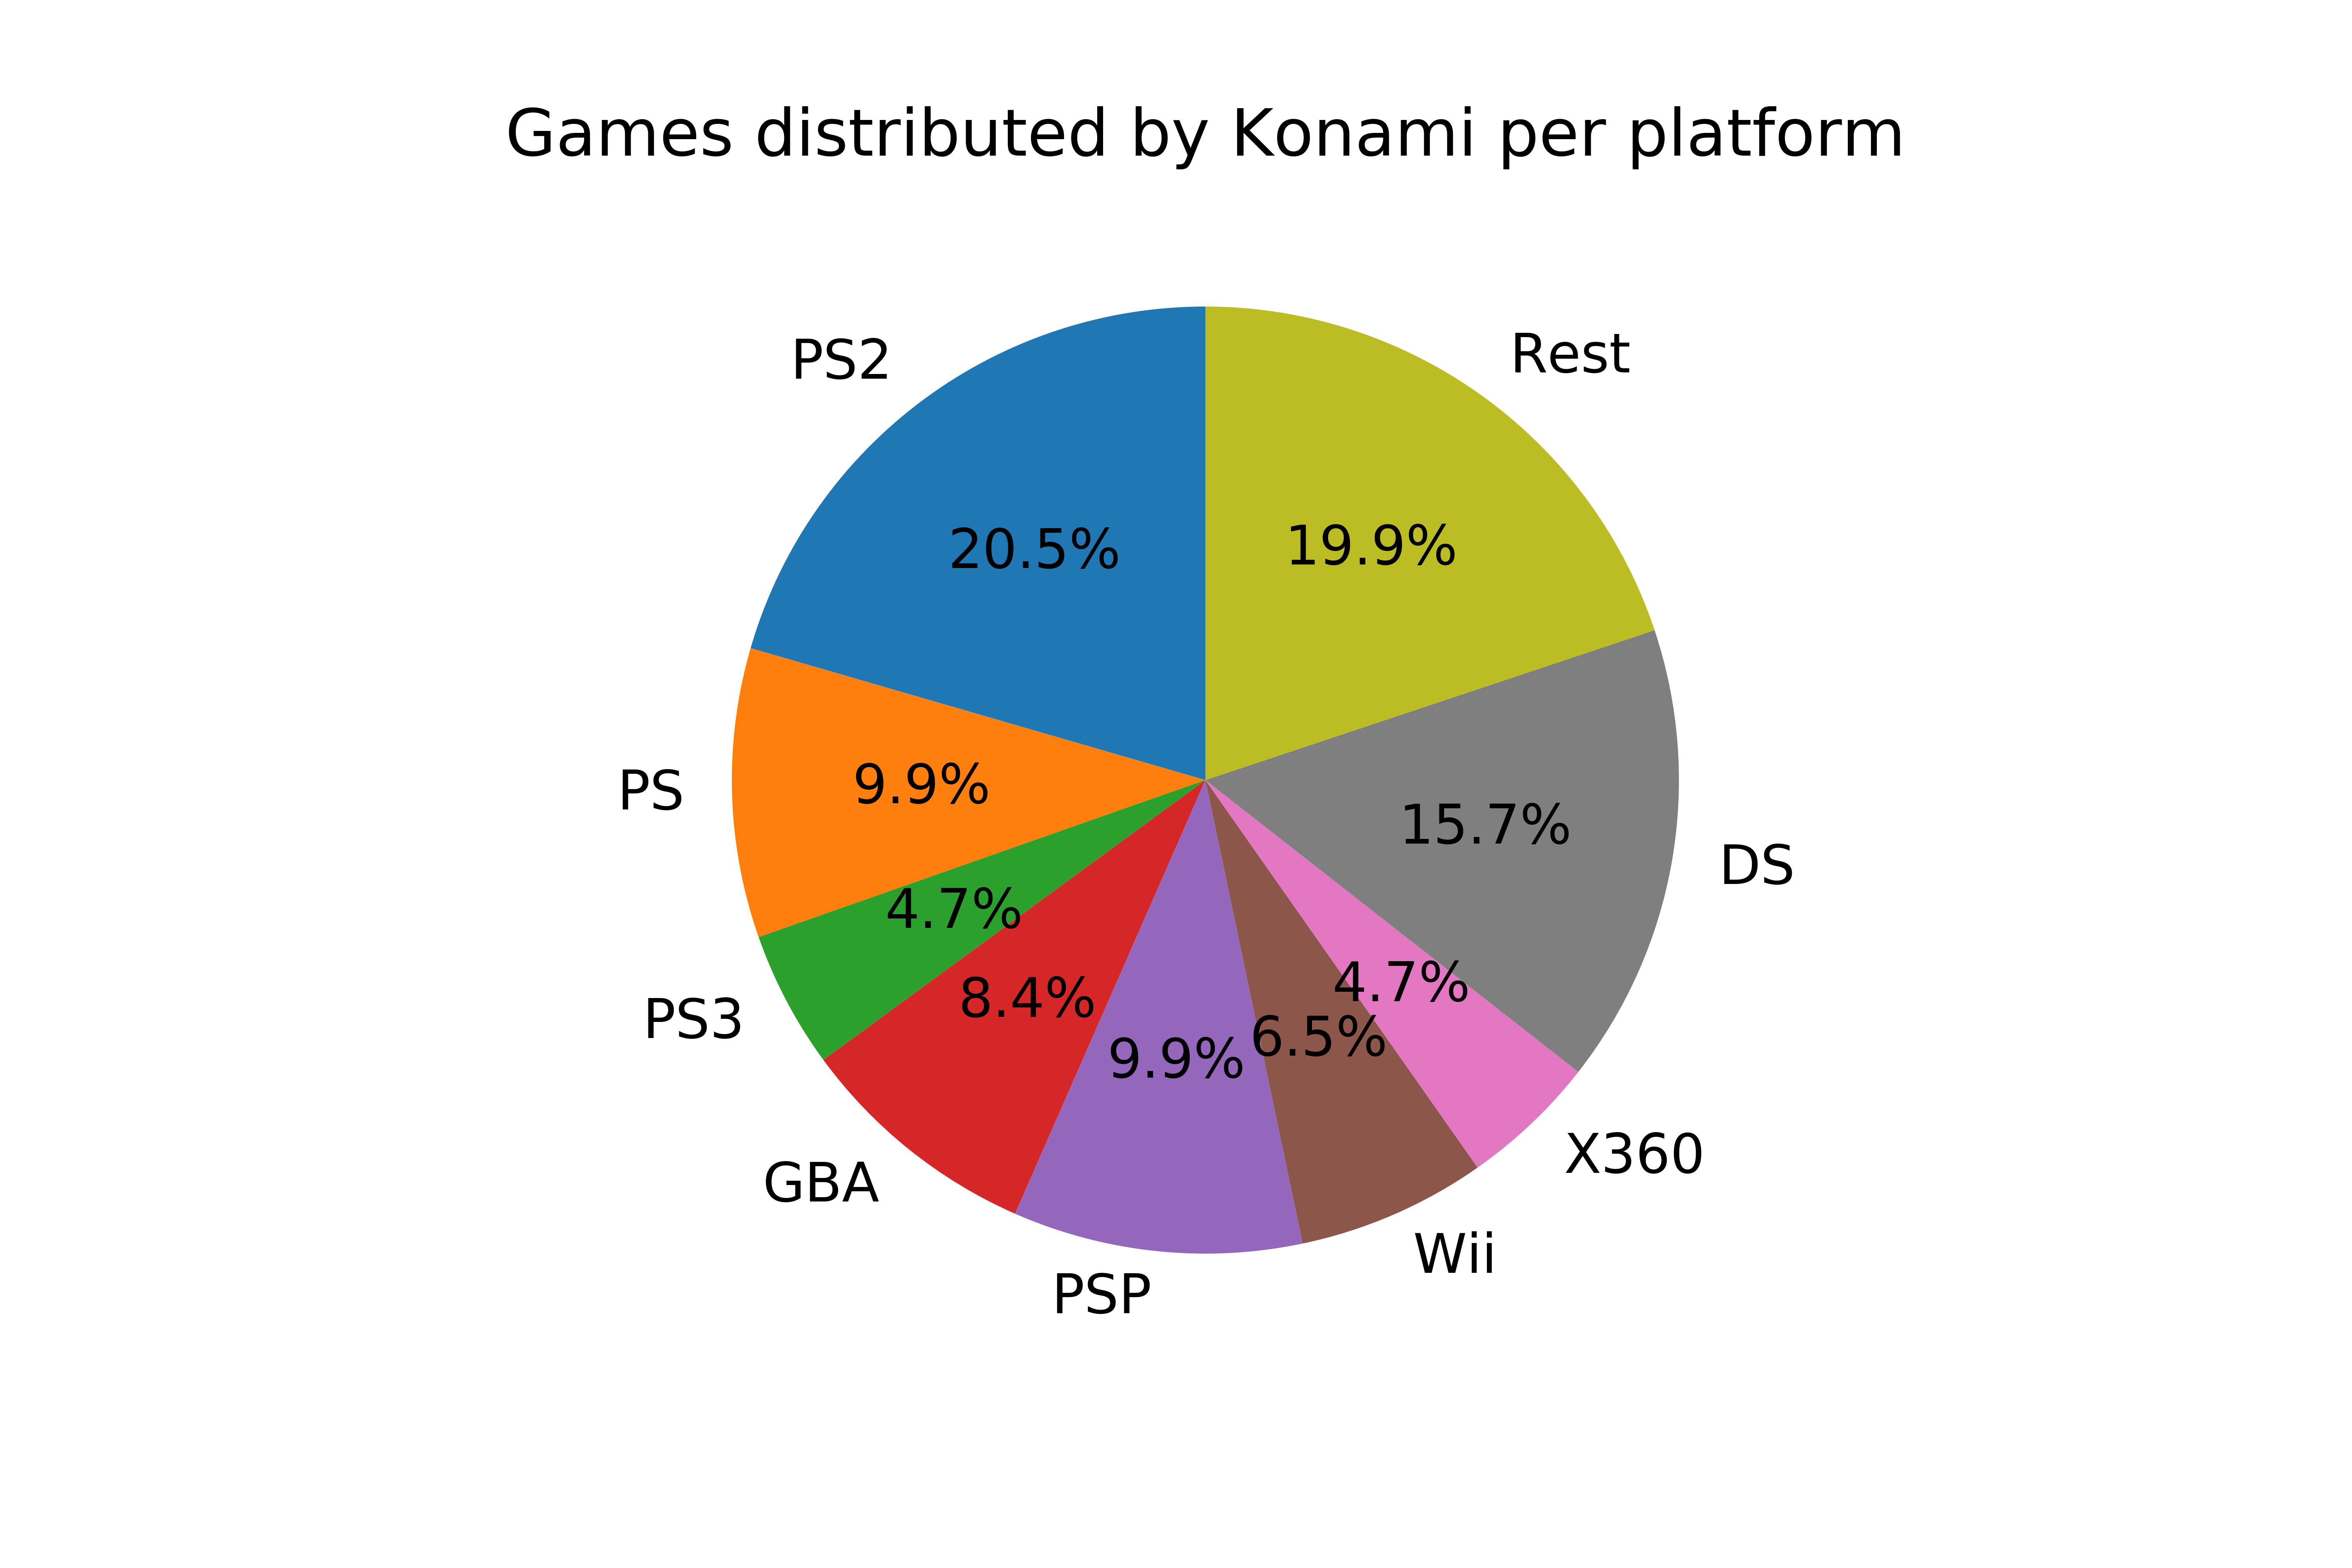 Games distributed by Konami per platform
PS2
Rest
20.5%
19.9%
PS
9.9%
15.7%
DS
4.7%
PS3
8.4%
4.7%
6.5%
9.9%
X360
GBA
Wii
PSP